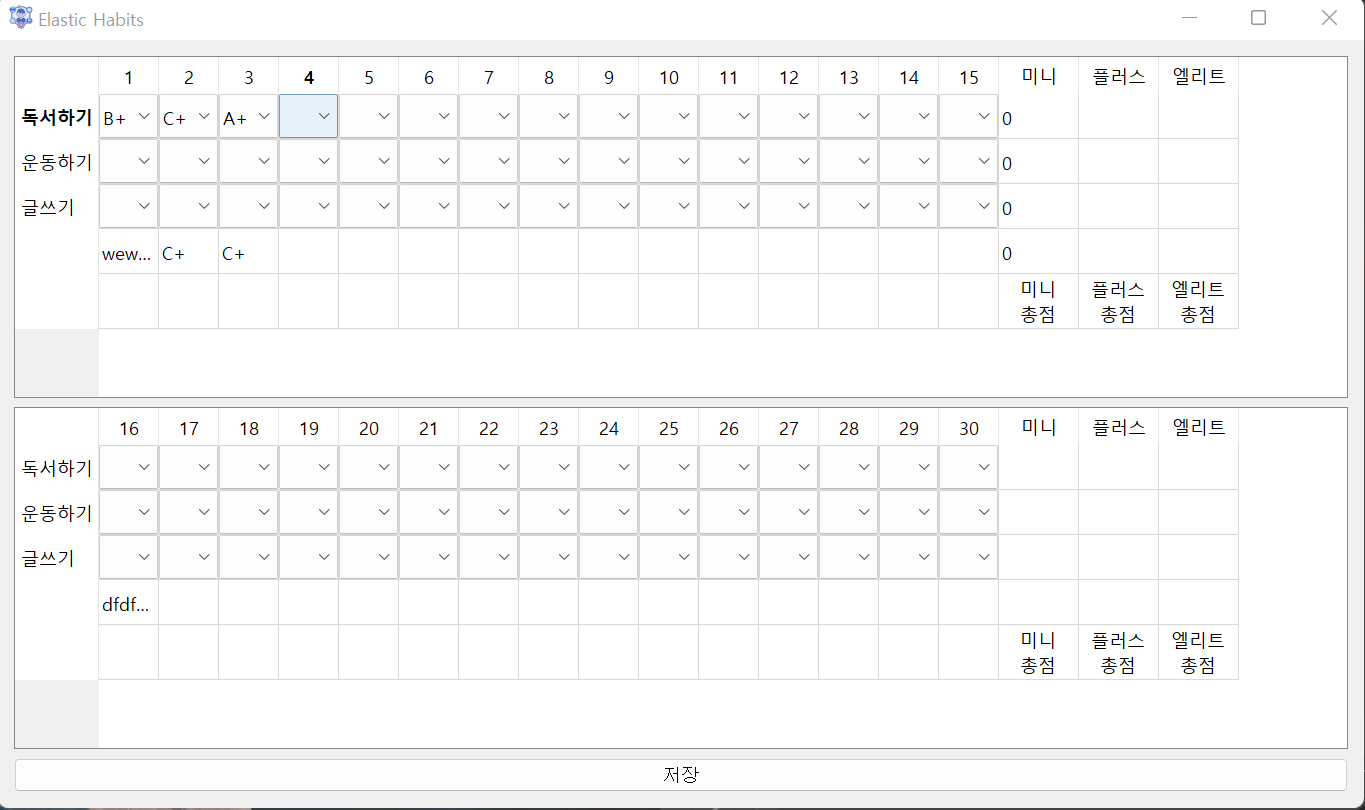 Elastic Habits
1 2 3 4 5 6 7 8 9 10 11 12 13 14 15 미니 플러스 엘리트
독서하기 B+ C+ A+ 0
운동하기 0
글쓰기 0
wew... C+ C+ 0
미니 플러스 엘리트
총점 총점 총점
16 17 18 19 20 21 22 23 24 25 26 27 28 29 30 미니 플러스 엘리트
독서하기
운동하기
글쓰기
dfdf...
미니 플러스 엘리트
총점 총점 총점
저장